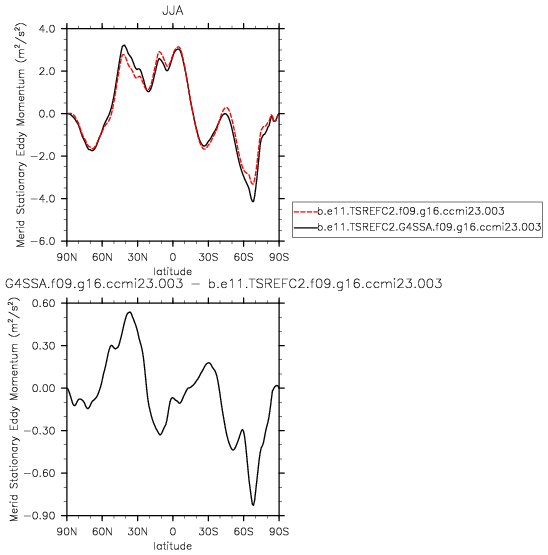 JJA
Merid Stationary Eddy Momentum (m²/s²)
4.0
2.0
0.0
−2.0
−4.0
−6.0
90N 60N 30N 0 30S 60S 90S
latitude
b.e11.TSREFC2.f09.g16.ccmi23.003
b.e11.TSREFC2.G4SSA.f09.g16.ccmi23.003
G4SSA.f09.g16.ccmi23.003 − b.e11.TSREFC2.f09.g16.ccmi23.003
Merid Stationary Eddy Momentum (m²/s²)
0.60
0.30
0.00
−0.30
−0.60
−0.90
90N 60N 30N 0 30S 60S 90S
latitude